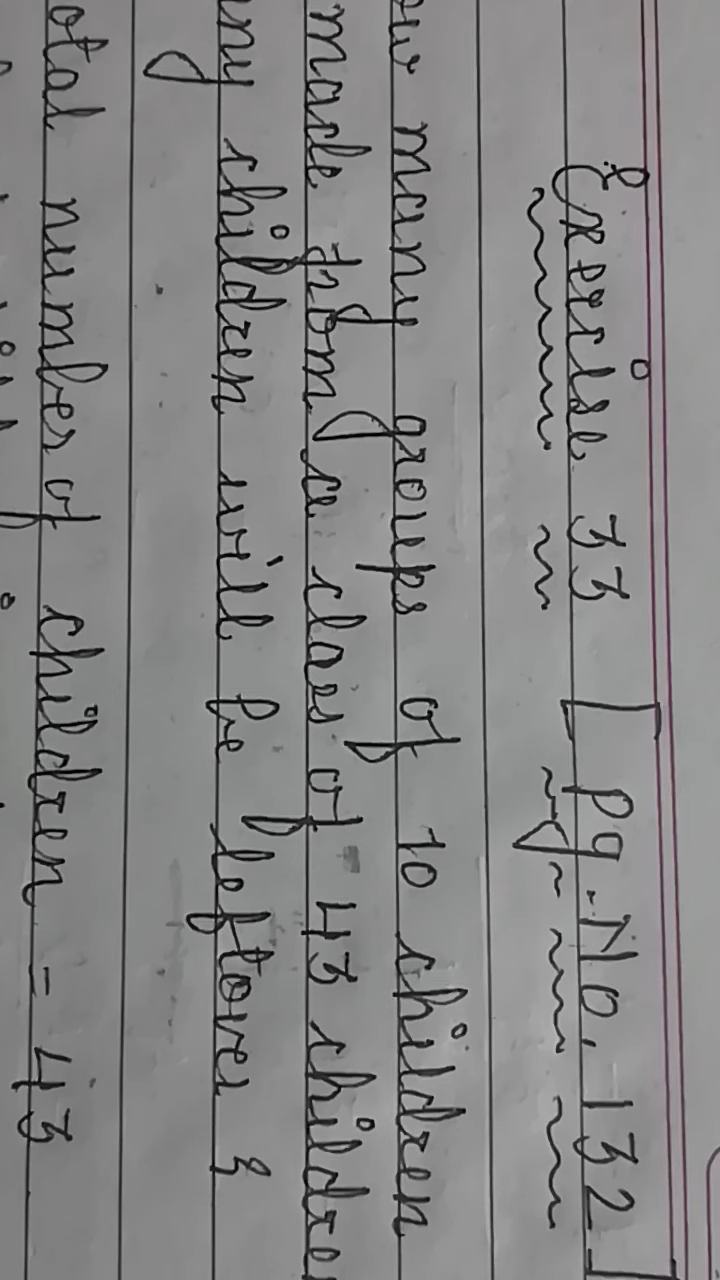 Exercise 33 [Pg. No. 132]
ow many groups of 10 children
made from a class of 43 childre
ny children will be leftover ?
otal number of children = 43